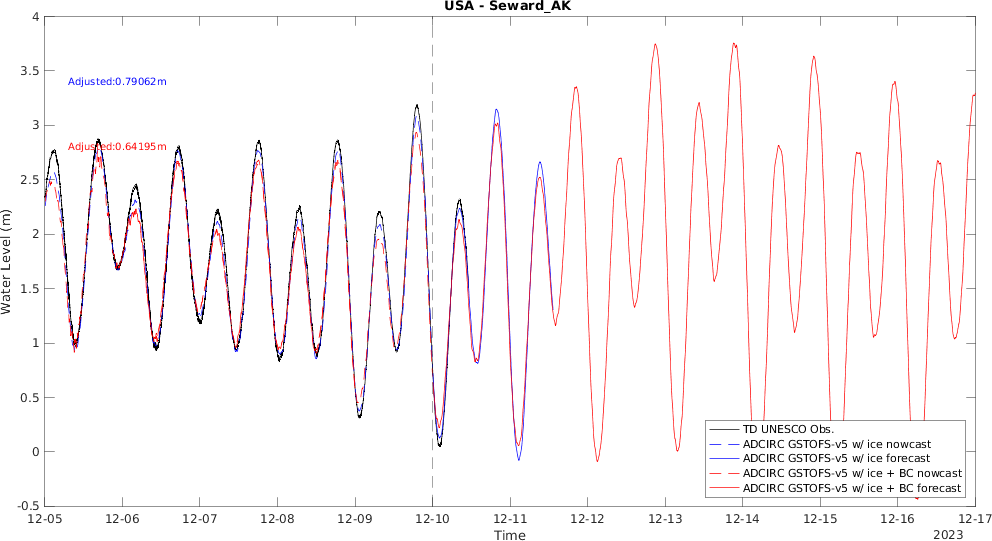 USA - Seward_AK
4
3.5
3
2.5
2
1.5
1
0.5
0
-0.5
Water Level (m)
Adjusted:0.79062m
Adjusted:0.64195m
TD UNESCO Obs.
ADCIRC GSTOFS-v5 w/ ice nowcast
ADCIRC GSTOFS-v5 w/ ice forecast
ADCIRC GSTOFS-v5 w/ ice + BC nowcast
ADCIRC GSTOFS-v5 w/ ice + BC forecast
12-05 12-06 12-07 12-08 12-09 12-10 12-11 12-12 12-13 12-14 12-15 12-16 12-17
Time
2023